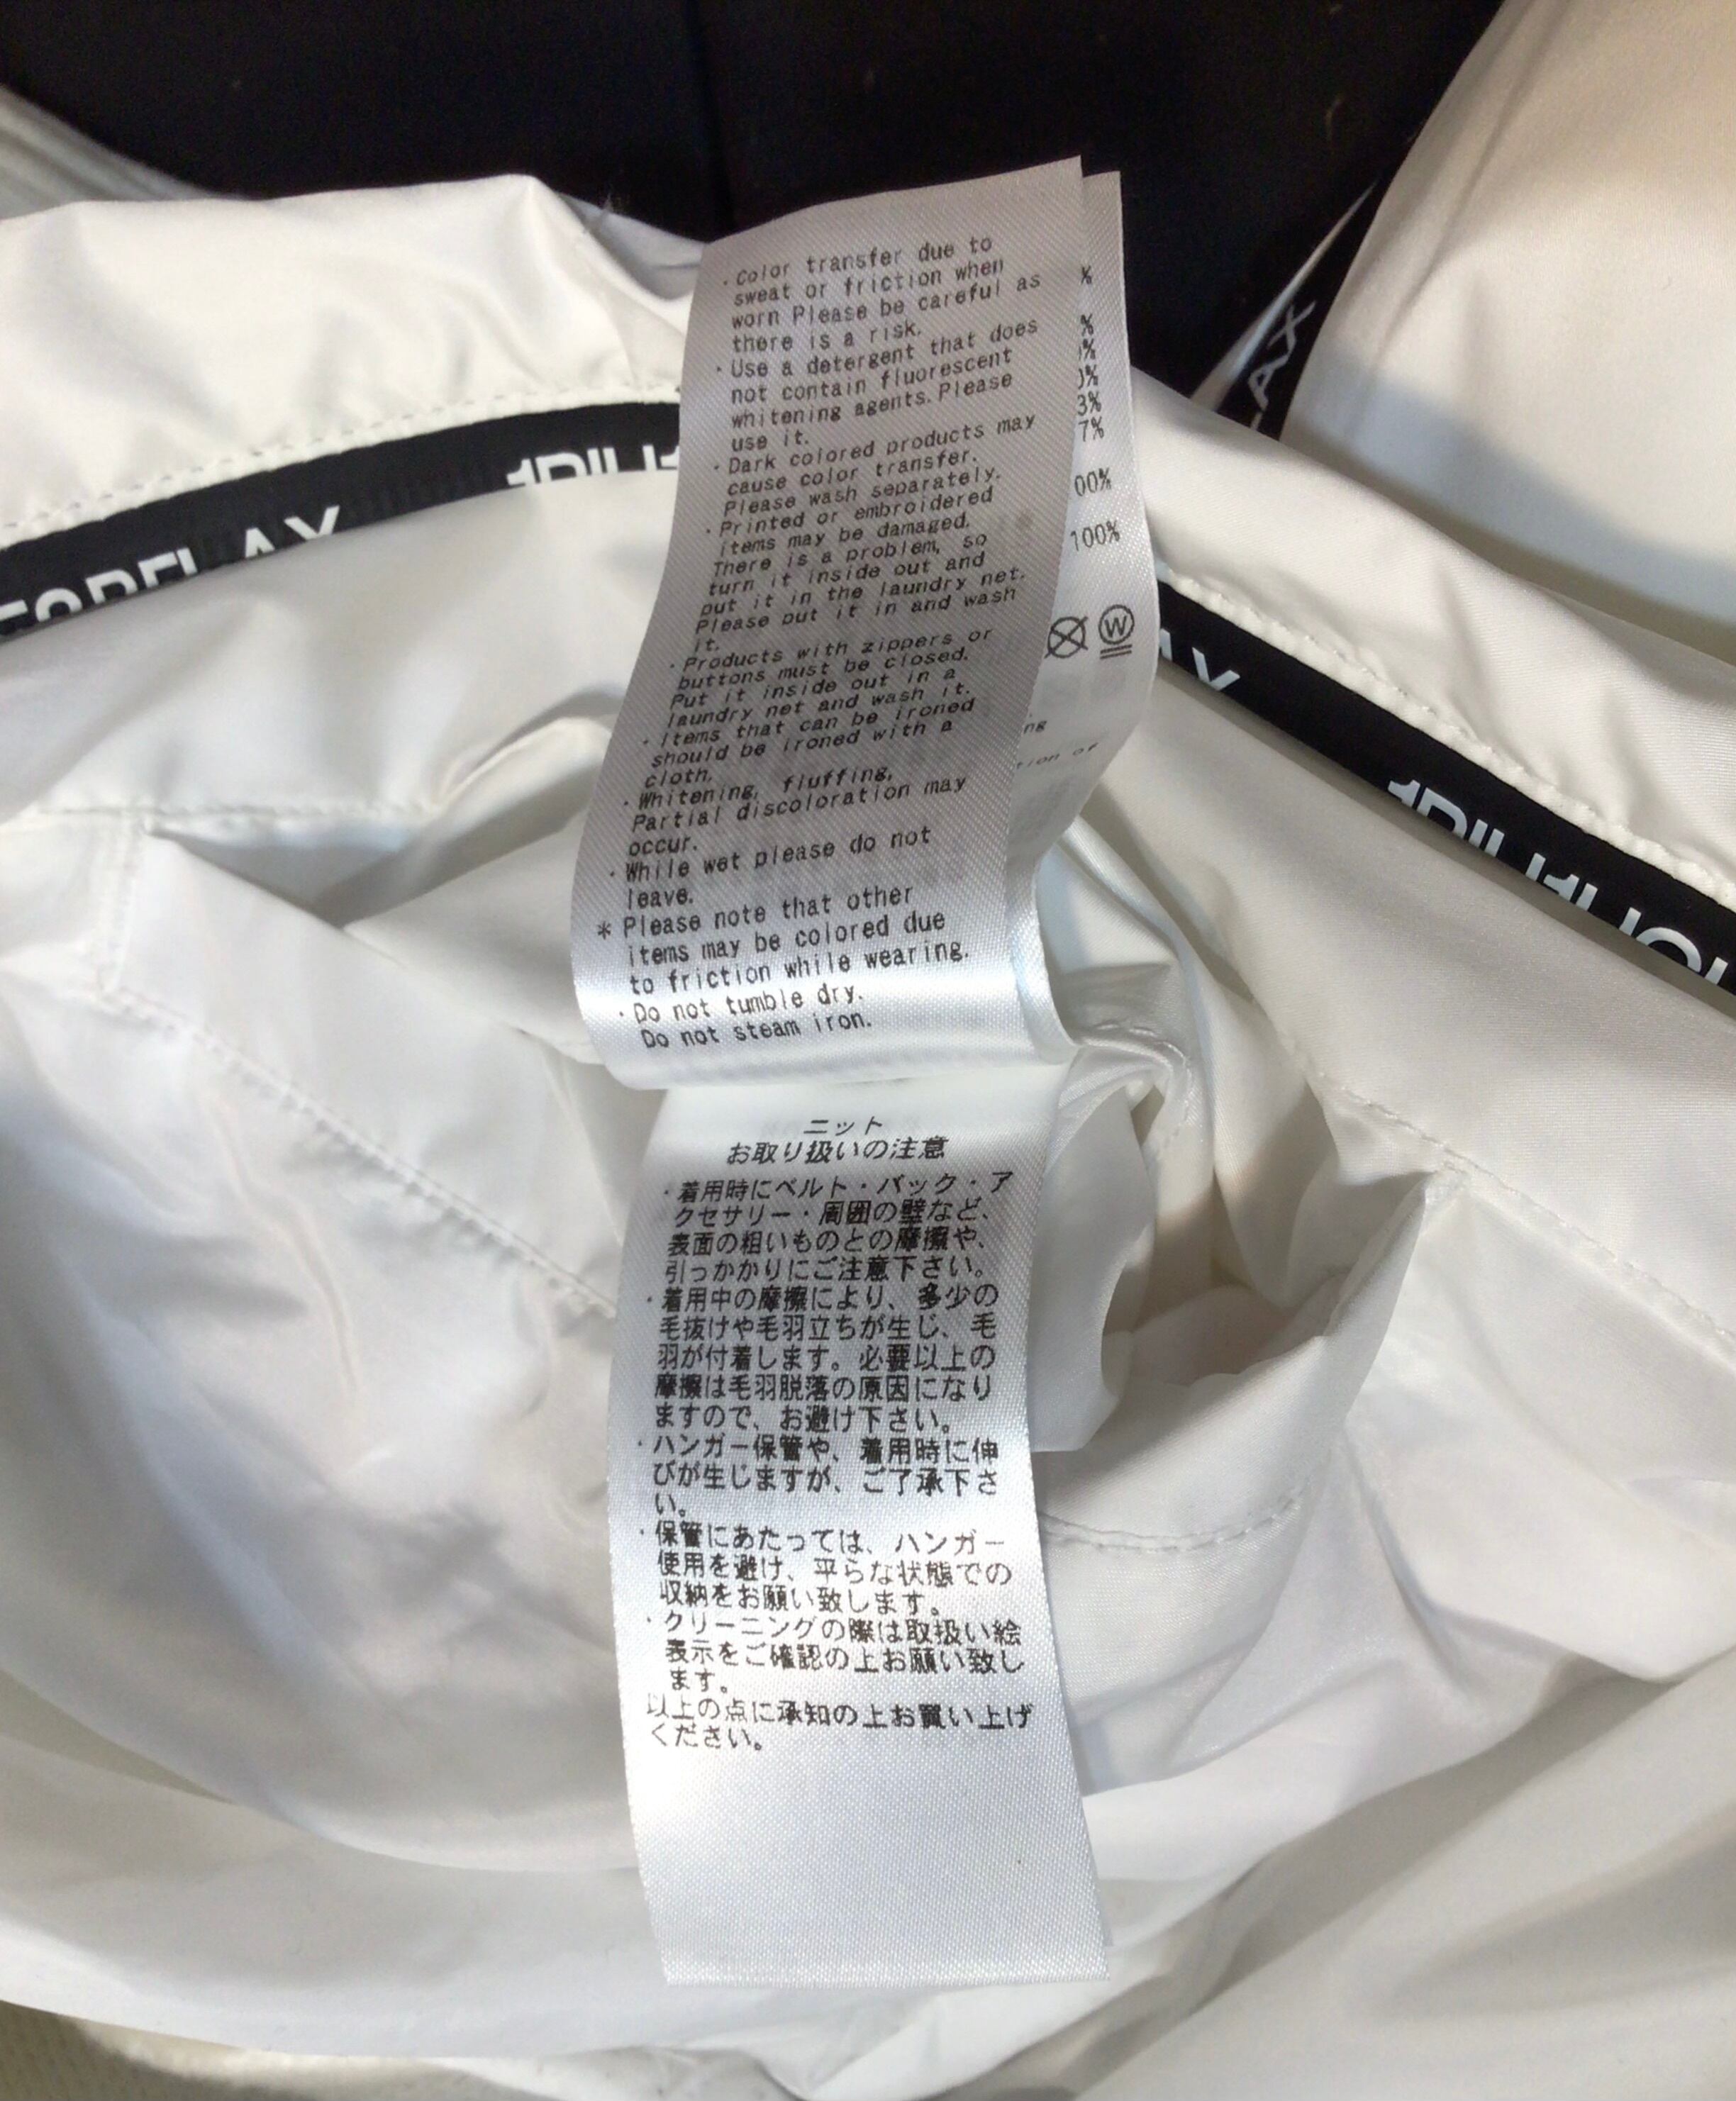 ・Color transfer due to
sweat or friction when
worn Please be careful as
there is a risk.
・Use a detergent that does
not contain fluorescent
whitening agents. Please
use it.
・Dark colored products may
cause color transfer.
Please wash separately.
・Printed or embroidered
items may be damaged.
There is a problem, so
turn it inside out and
put it in the laundry net.
Please put it in and wash
it.
・Products with zippers or
buttons must be closed.
Put it inside out in a
laundry net and wash it.
・Items that can be ironed
should be ironed with a
cloth.
・Whitening, fluffing,
Partial discoloration may
occur.
・While wet please do not
leave.
＊Please note that other
items may be colored due
to friction while wearing.
・Do not tumble dry.
Do not steam iron.
%
%
%
%
3%
7%
00%
100%
W
ng
tion of
ニット
お取り扱いの注意
・着用時にベルト・バック・ア
クセサリー・周囲の壁など、
表面の粗いものとの摩擦や、
引っかかりにご注意下さい。
・着用中の摩擦により、多少の
毛抜けや毛羽立ちが生じ、毛
羽が付着します。必要以上の
摩擦は毛羽脱落の原因になり
ますので、お避け下さい。
・ハンガー保管や、着用時に伸
びが生じますが、ご了承下さ
い。
・保管にあたっては、ハンガー
使用を避け、平らな状態での
収納をお願い致します。
・クリーニングの際は取扱い絵
表示をご確認の上お願い致し
ます。
以上の点に承知の上お買い上げ
ください。